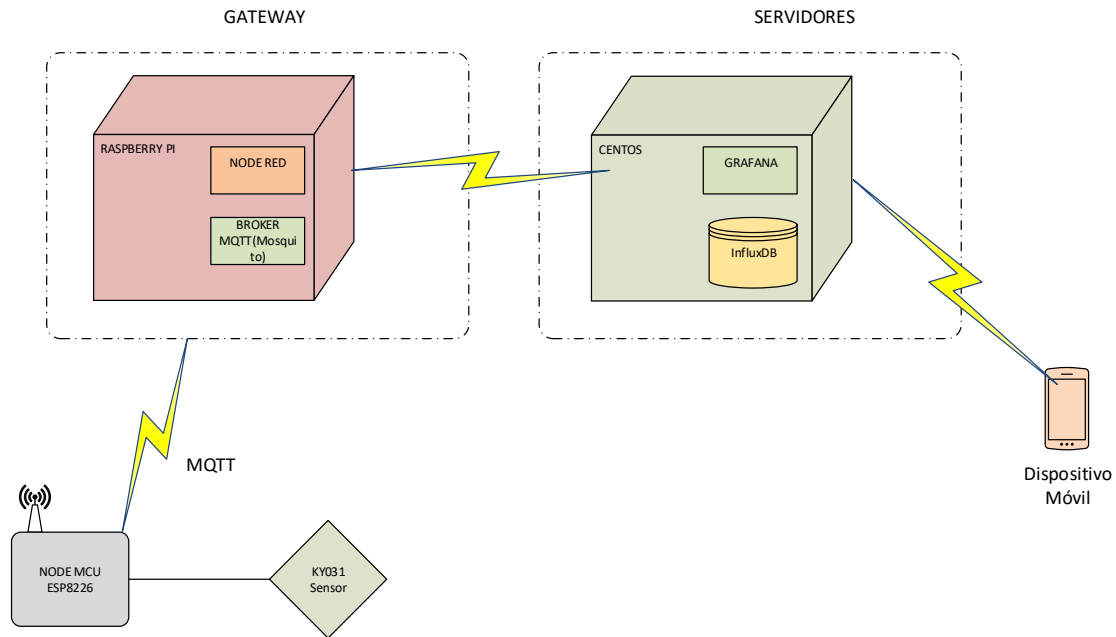 GATEWAY
SERVIDORES
RASPBERRY PI
NODE RED
BROKER
MQTT(Mosqui
to)
CENTOS
GRAFANA
InfluxDB
MQTT
Dispositivo
Móvil
NODE MCU
ESP8226
KY031
Sensor